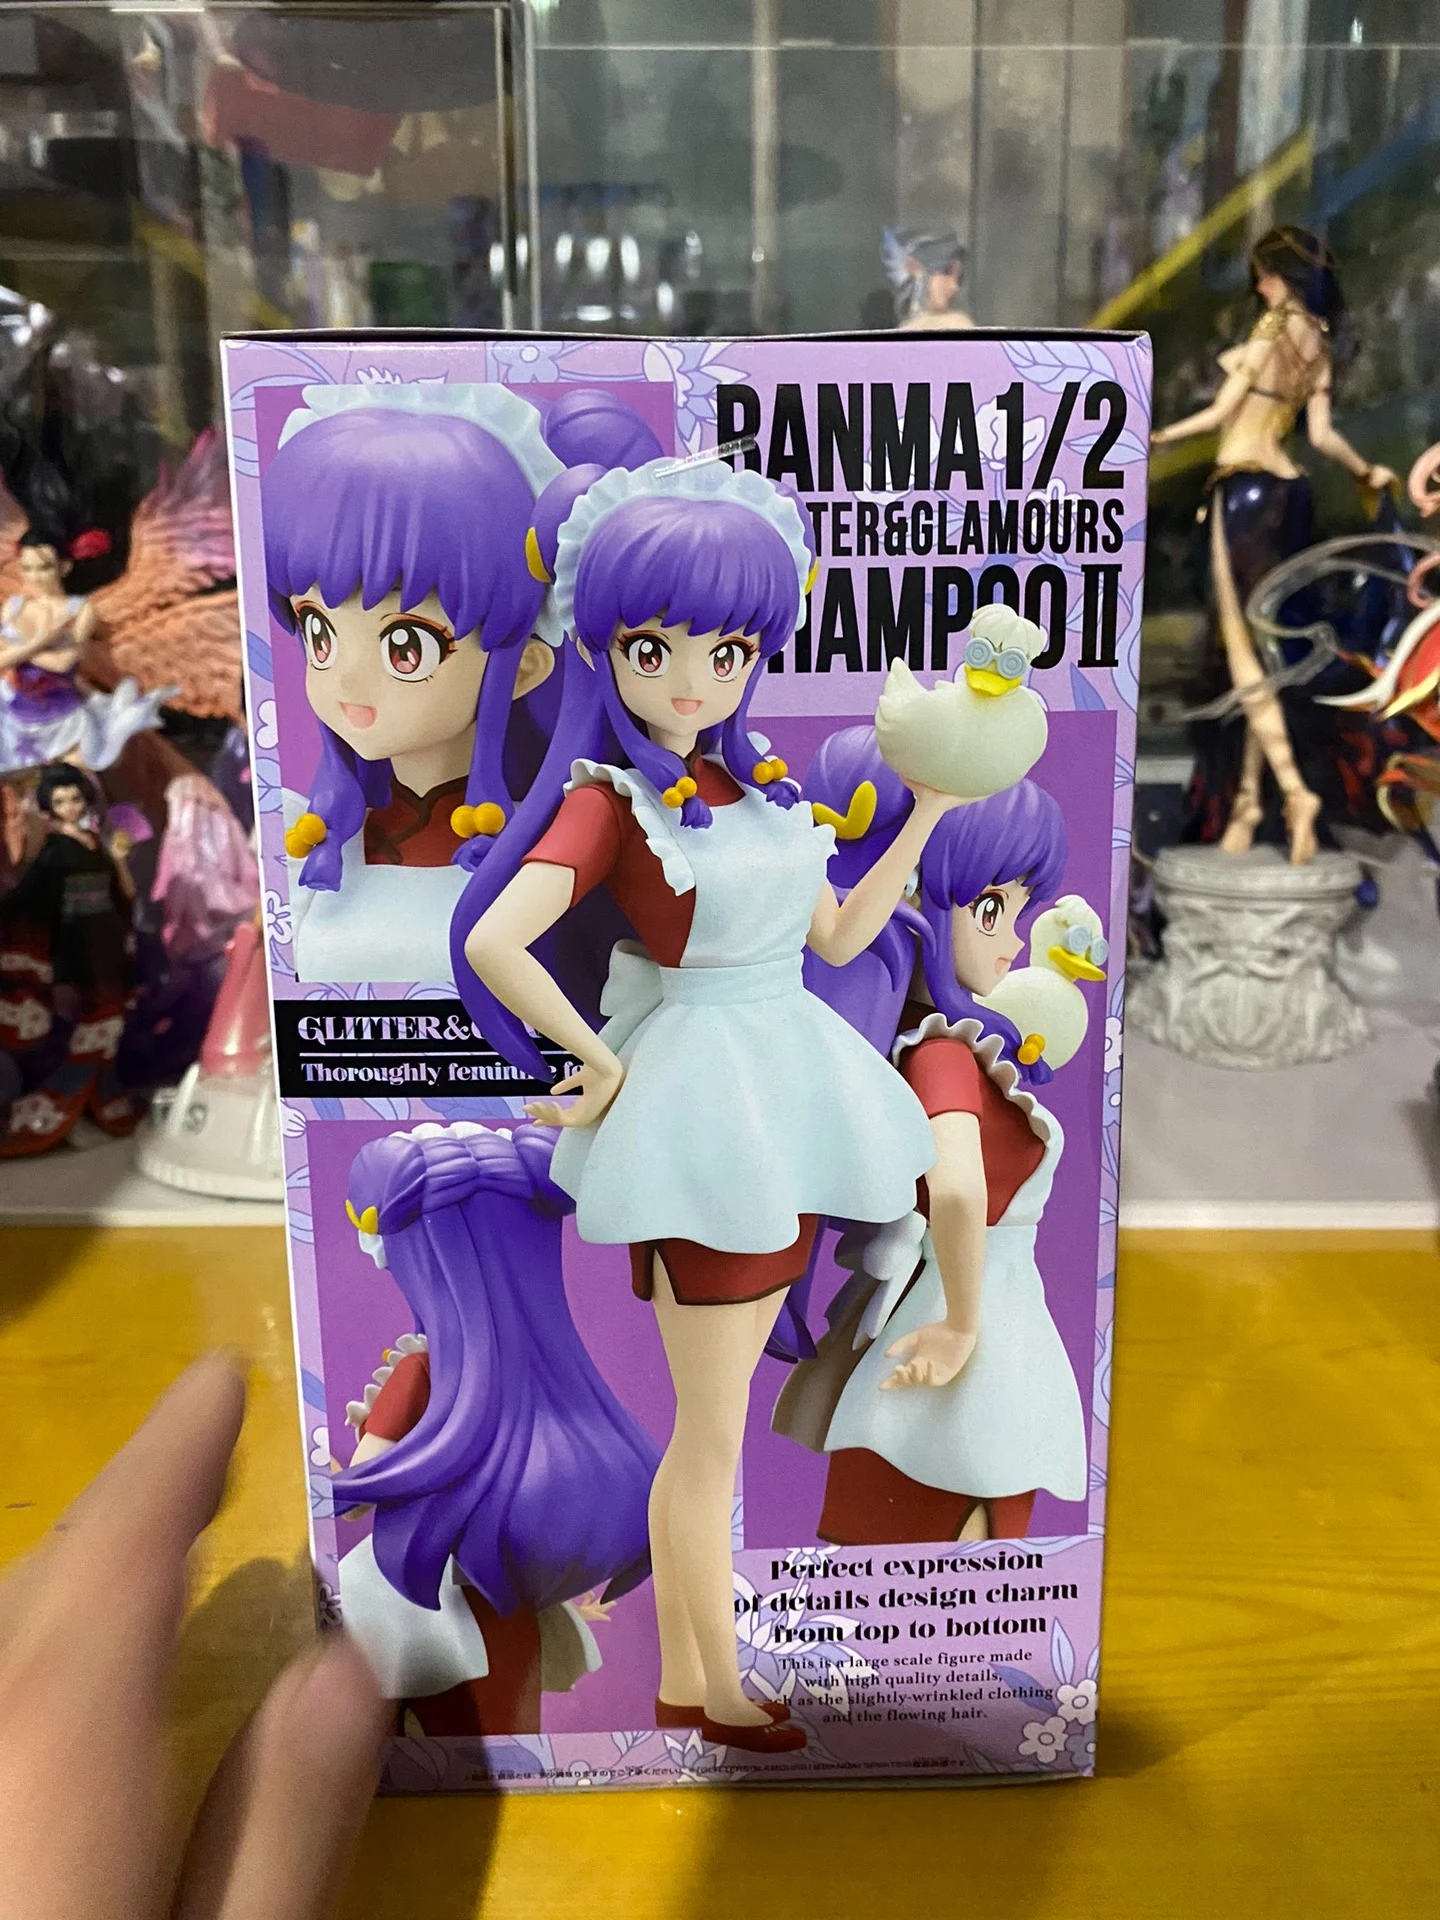 RANMA1/2
TER&GLAMOURS
HAMPOO II
GLITTER&
Thoroughly feminine
Perfect expression
of details design charm
from top to bottom
This is a large scale figure made
with high quality details,
as the slightly-wrinkled clothing
and the flowing hair.